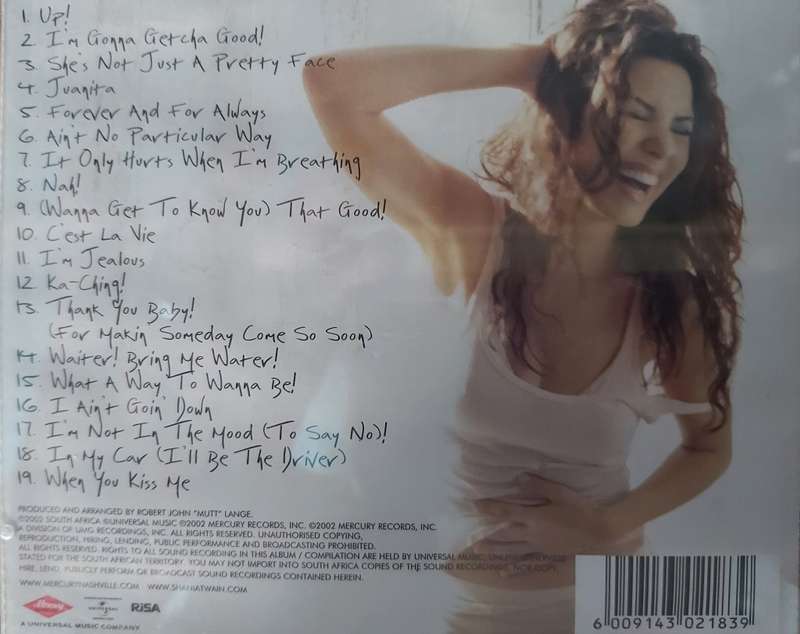 1. Up!
2. I'm Gonna Getcha Good!
3. She's Not Just A Pretty Face
4. Juanita
5. Forever And For Always
6. Ain't No Particular Way
7. It Only Hurts When I'm Breathing
8. Nah!
9. (Wanna Get To Know You) That Good!
10. C'est La Vie
11. I'm Jealous
12 Ka-Ching!
13. Thank You Baby!
(For Makin' Someday Come So Soon)
14. Waiter! Bring Me Water!
15. What A Way To Wanna Be!
16. I Ain't Goin' Down
17. I'm Not In The Mood (To Say No)!
18. In My Car (I'll Be The Driver)
19. When You Kiss Me
PRODUCED AND ARRANGED BY ROBERT JOHN "MUTT" LANGE.
©2002 SOUTH AFRICA ©UNIVERSAL MUSIC ©2002 MERCURY RECORDS, INC. ©2002 MERCURY RECORDS, INC.
A DIVISION OF UMG RECORDINGS, INC. ALL RIGHTS RESERVED. UNAUTHORISED COPYING,
REPRODUCTION, HIRING, LENDING, PUBLIC PERFORMANCE AND BROADCASTING PROHIBITED.
ALL RIGHTS RESERVED. RIGHTS TO ALL SOUND RECORDING IN THIS ALBUM / COMPILATION ARE HELD BY UNIVERSAL MUSIC, UNLESS OTHERWISE
STATED FOR THE SOUTH AFRICAN TERRITORY. YOU MAY NOT IMPORT INTO SOUTH AFRICA COPIES OF THE SOUND RECORDINGS, NOR COPY,
HIRE, LEND, PUBLICLY PERFORM OR BROADCAST SOUND RECORDINGS CONTAINED HEREIN.
WWW.MERCURYNASHVILLE.COM WWW.SHANIATWAIN.COM
Mercury UNIVERSAL RiSA
A UNIVERSAL MUSIC COMPANY
6 009143 021839